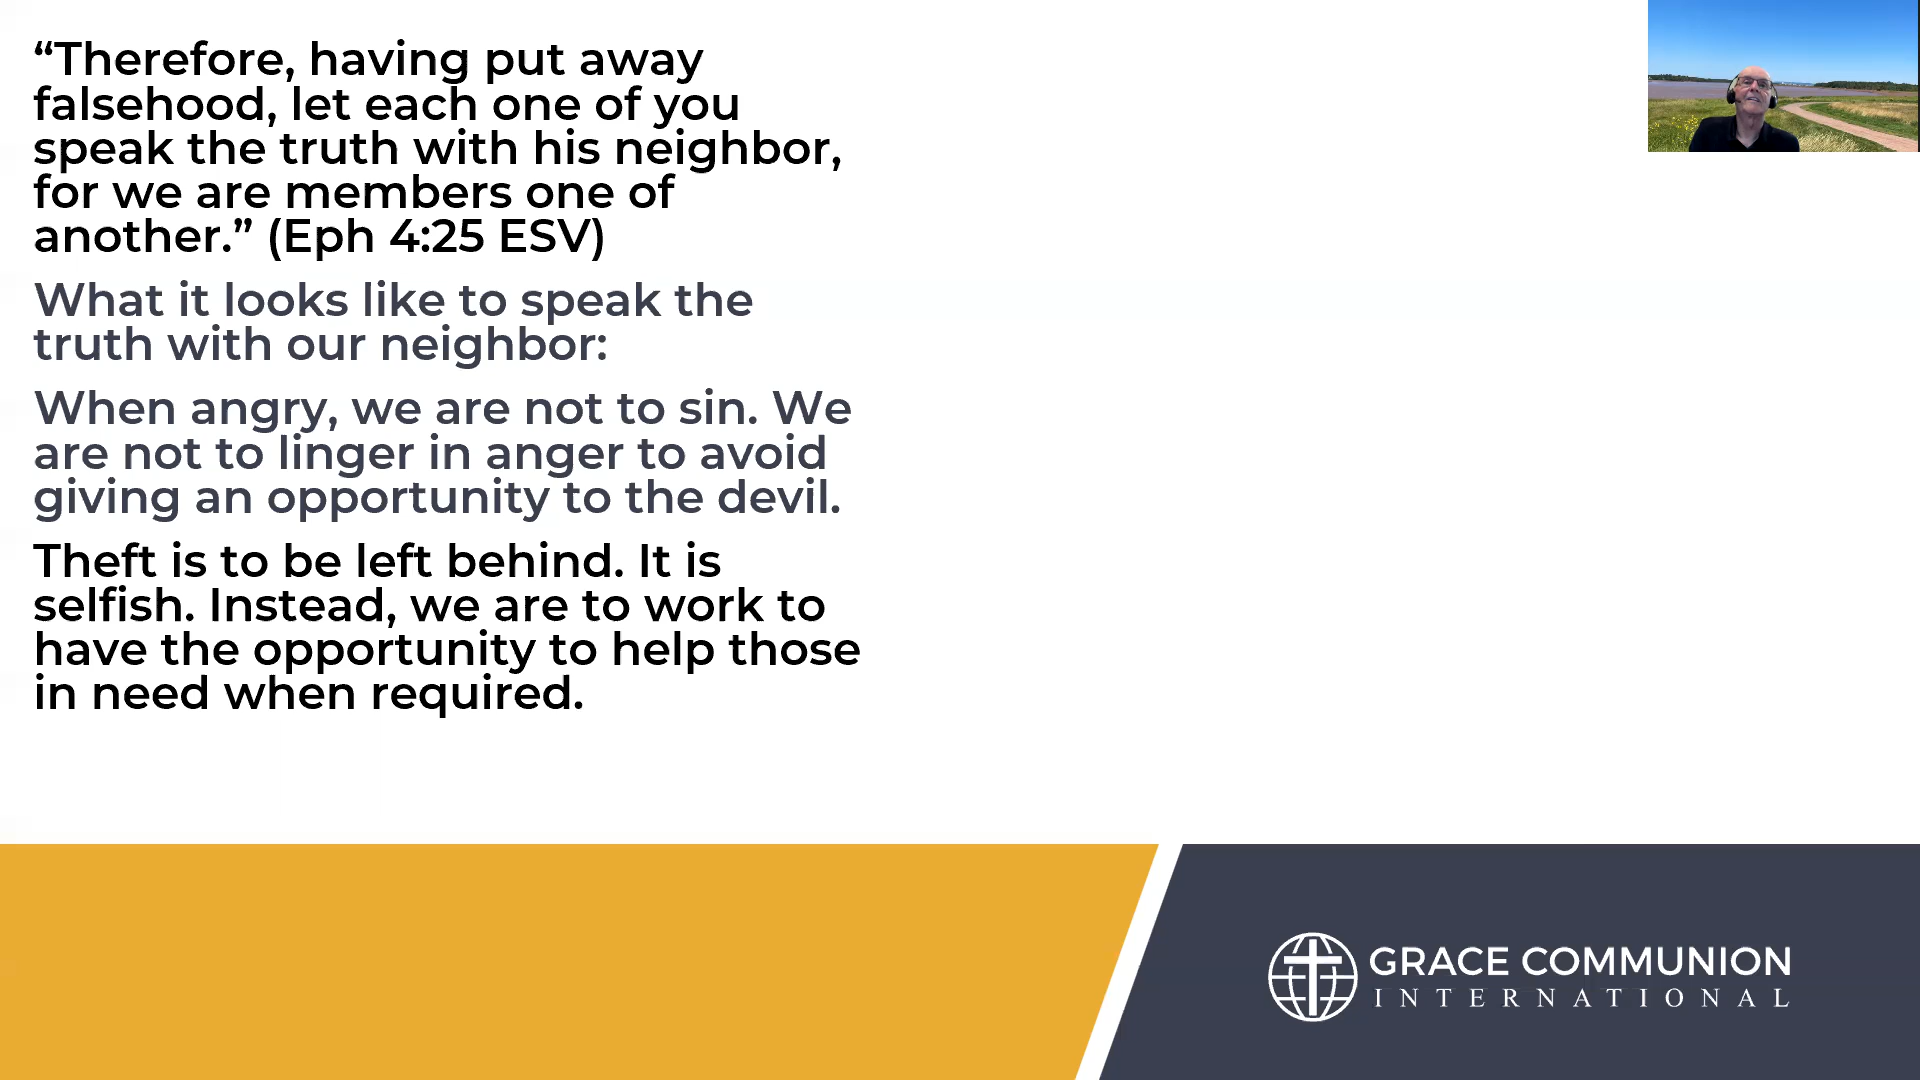 “Therefore, having put away
falsehood, let each one of you
speak the truth with his neighbor,
for we are members one of
another.” (Eph 4:25 ESV)
What it looks like to speak the
truth with our neighbor:
When angry, we are not to sin. We
are not to linger in anger to avoid
giving an opportunity to the devil.
Theft is to be left behind. It is
selfish. Instead, we are to work to
have the opportunity to help those
in need when required.
GRACE COMMUNION
INTERNATIONAL